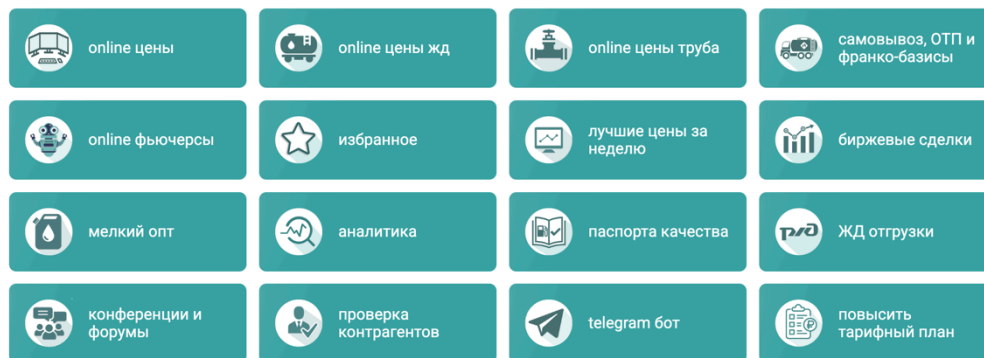 online цены
online цены жд
online цены труба
самовывоз, ОТП и
франко-базисы
online фьючерсы
избранное
лучшие цены за
неделю
биржевые сделки
мелкий опт
аналитика
паспорта качества
ржд
ЖД отгрузки
конференции и
форумы
проверка
контрагентов
telegram бот
повысить
тарифный план